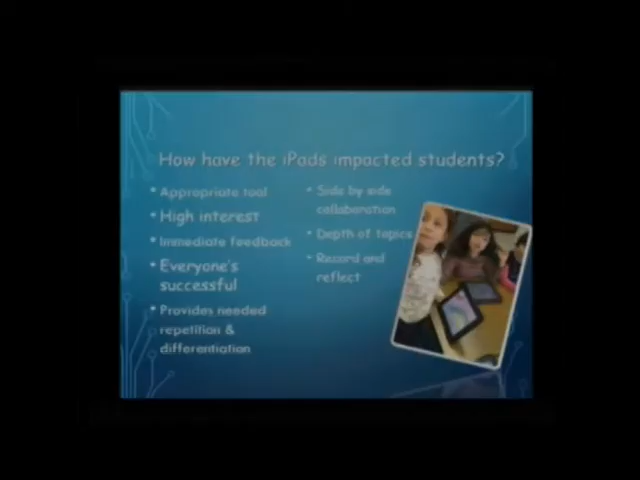 How have the iPads impacted students?
• Appropriate tool
• High interest
• Immediate feedback
• Everyone's
successful
• Provides needed
repetition &
differentiation
• Side by side
collaboration
• Depth of topics
• Record and
reflect